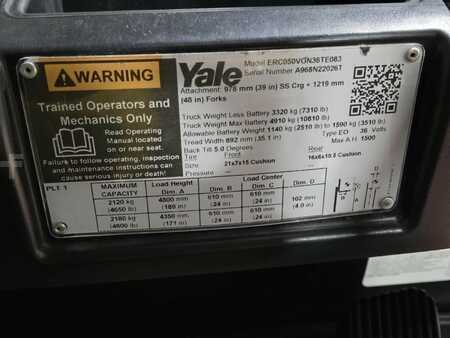 WARNING
Trained Operators and
Mechanics Only
Read Operating
Manual located
on or near seat.
Failure to follow operating, inspection
and maintenance instructions can
cause serious injury or death!
Yale
Model ERC050VGN36TE083
Serial Number A968N22026T
Attachment: 978 mm (39 in) SS Crg + 1219 mm
(48 in) Forks
Truck Weight Less Battery 3320 kg (7310 lb)
Truck Weight Max Battery 4910 kg (10810 lb)
Allowable Battery Weight 1140 kg (2510 lb) to 1590 kg (3510 lb)
Tread Width 892 mm (35.1 in) Type EO 36 Volts
Back Tilt 5.0 Degrees Max A H 1500
Tire Front Rear
Size 21x7x15 Cushion 16x6x10.5 Cushion
Pressure
PLT 1
MAXIMUM CAPACITY Load Height Dim. A Load Center Dim. B Dim. C Dim. D
2120 kg (4650 lb) 4800 mm (189 in) 610 mm (24 in) 610 mm (24 in) 102 mm (4.0 in)
2180 kg (4800 lb) 4350 mm (171 in) 610 mm (24 in) 610 mm (24 in)